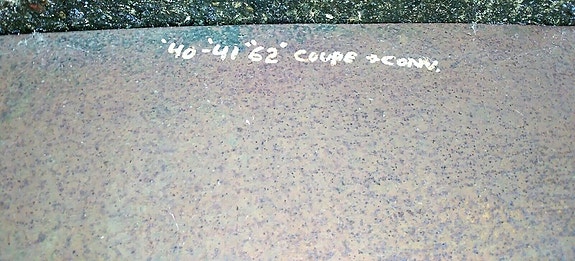 '40 -'41 "62" COUPE → CONV.